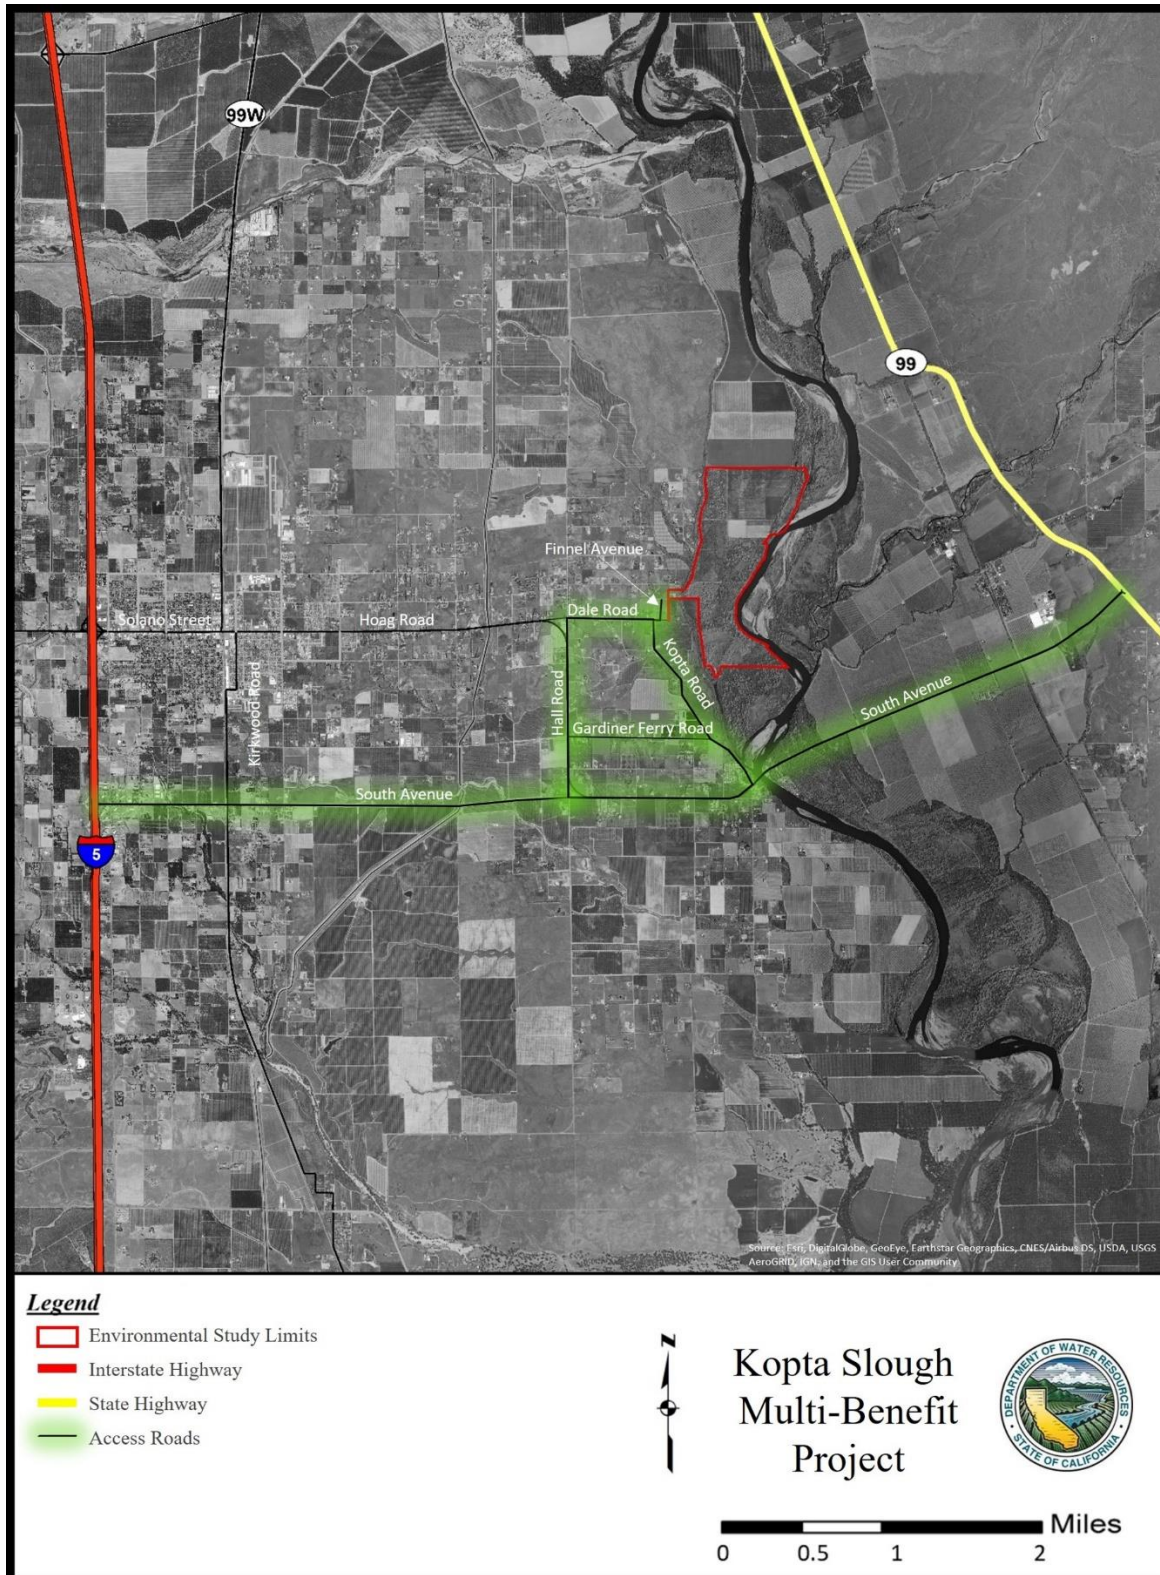 99W
99
Finnel Avenue
Dale Road
Solano Street
Hoag Road
Kopta Road
Kirkwood Road
Hall Road
South Avenue
Gardiner Ferry Road
South Avenue
5
Source: Esri, DigitalGlobe, GeoEye, Earthstar Geographics, CNES/Airbus DS, USDA, USGS
AeroGRID, IGN, and the GIS User Community
Legend
Environmental Study Limits
Interstate Highway
State Highway
Access Roads
N
Kopta Slough
Multi-Benefit
Project
DEPARTMENT OF WATER RESOURCES
STATE OF CALIFORNIA
Miles
0 0.5 1 2